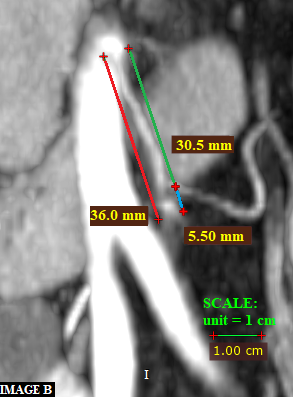 30.5 mm
36.0 mm
5.50 mm
SCALE:
unit = 1 cm
1.00 cm
I
IMAGE B